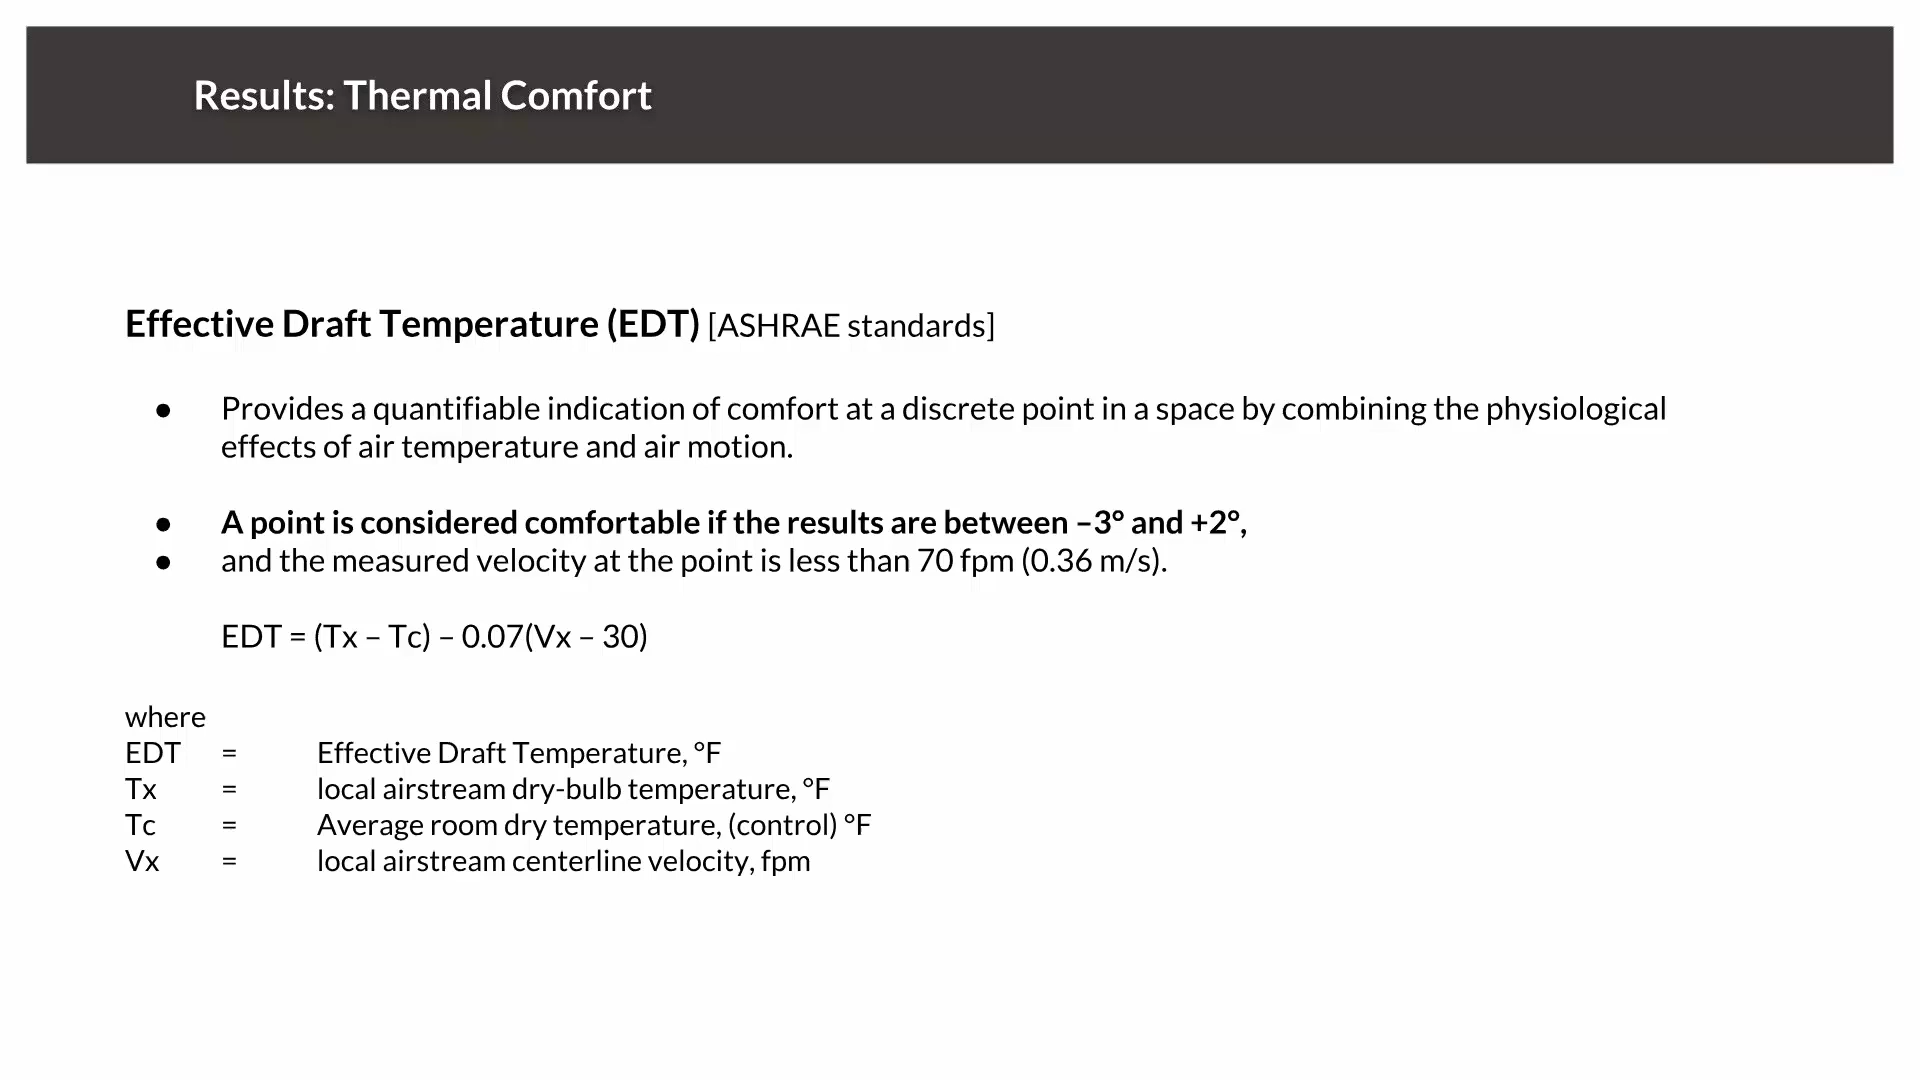 Results: Thermal Comfort
Effective Draft Temperature (EDT) [ASHRAE standards]
● Provides a quantifiable indication of comfort at a discrete point in a space by combining the physiological
effects of air temperature and air motion.
● A point is considered comfortable if the results are between –3° and +2°,
● and the measured velocity at the point is less than 70 fpm (0.36 m/s).
EDT = (Tx – Tc) – 0.07(Vx – 30)
where
EDT = Effective Draft Temperature, °F
Tx = local airstream dry-bulb temperature, °F
Tc = Average room dry temperature, (control) °F
Vx = local airstream centerline velocity, fpm